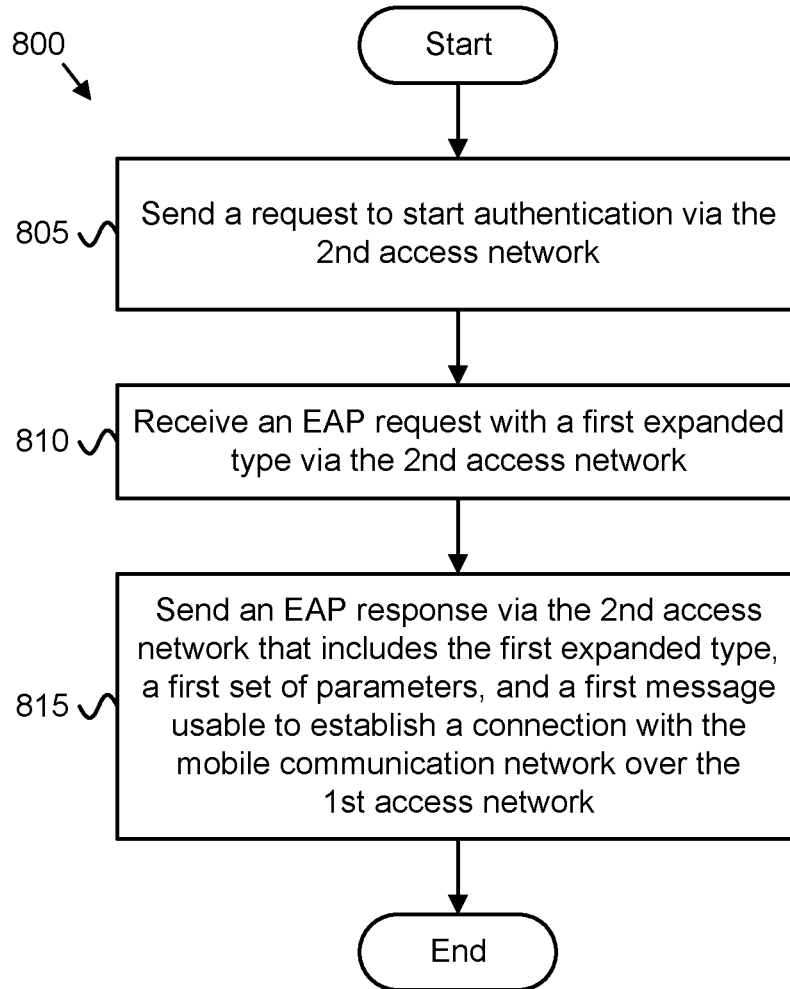 800
Start
805
Send a request to start authentication via the
2nd access network
810
Receive an EAP request with a first expanded
type via the 2nd access network
815
Send an EAP response via the 2nd access
network that includes the first expanded type,
a first set of parameters, and a first message
usable to establish a connection with the
mobile communication network over the
1st access network
End